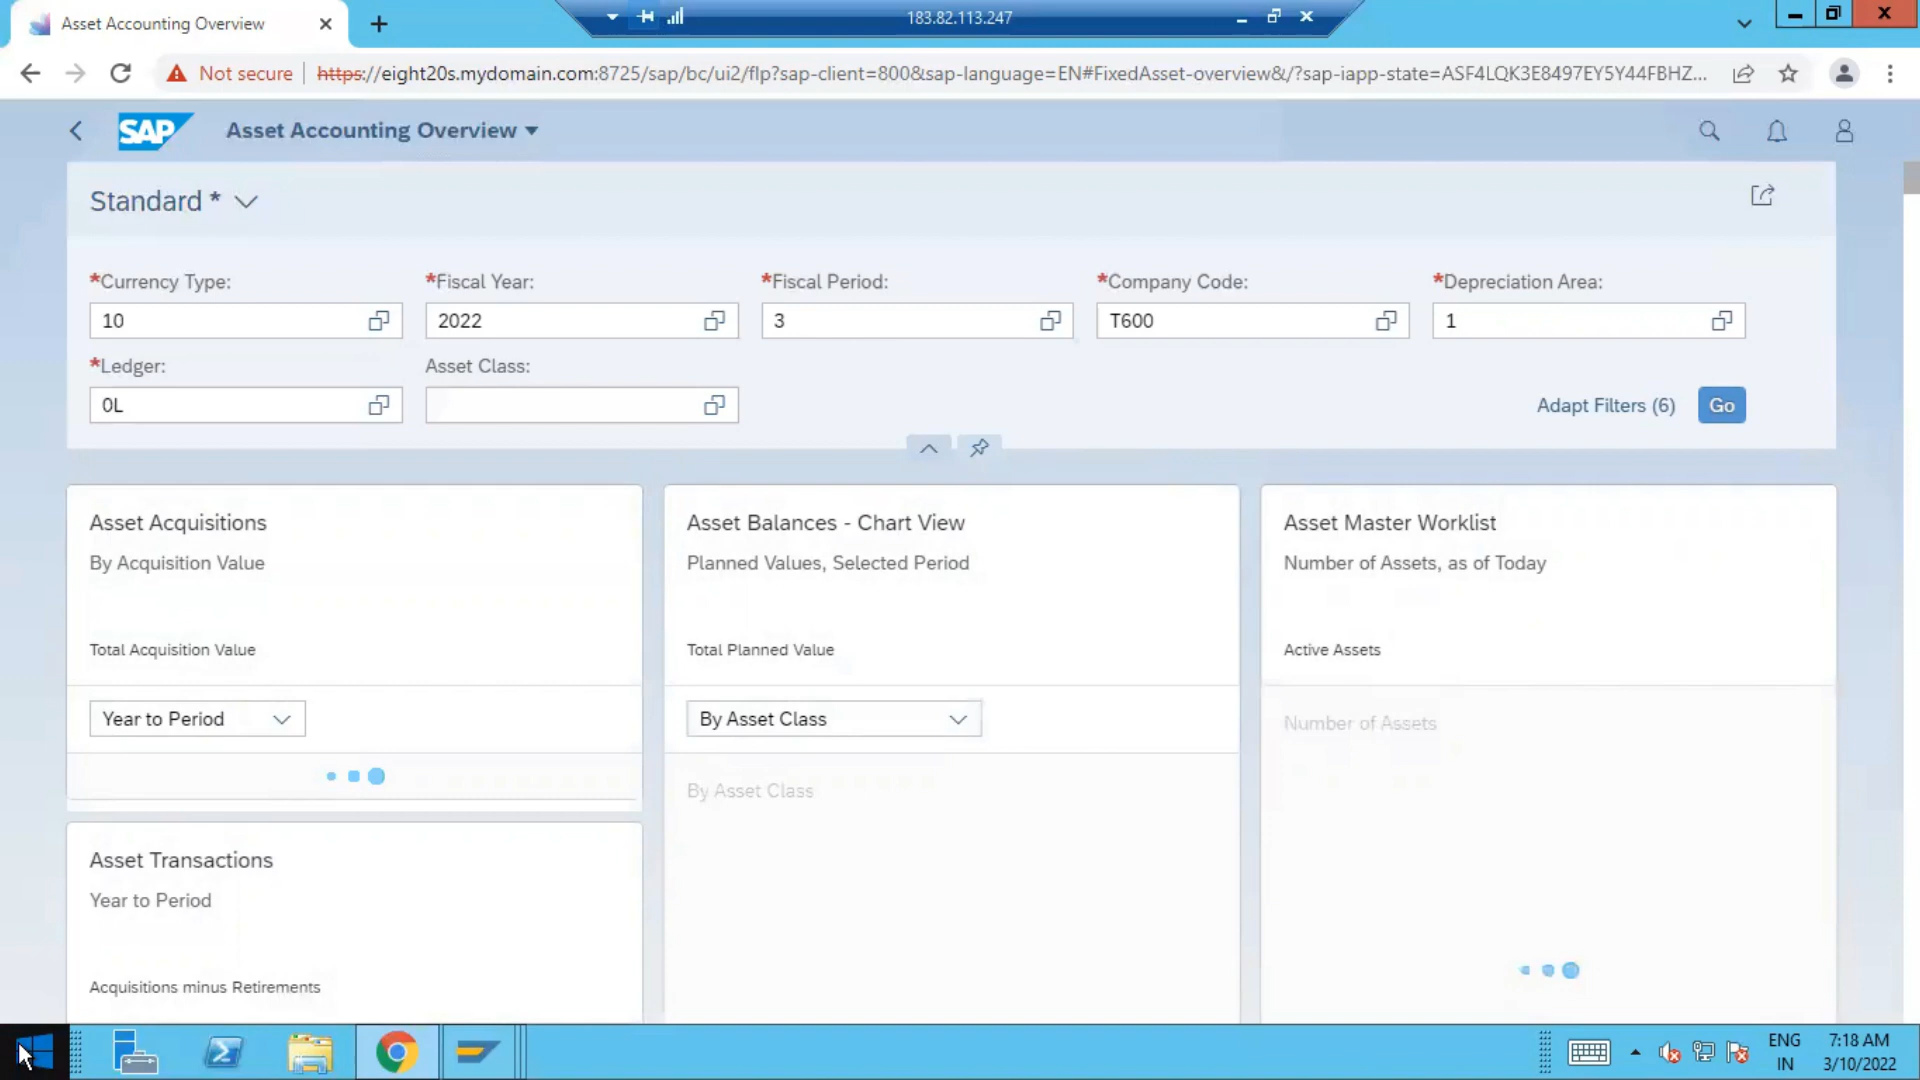 Asset Accounting Overview
183.82.113.247
Not secure
https://eight20s.mydomain.com:8725/sap/bc/ui2/flp?sap-client=800&sap-language=EN#FixedAsset-overview&/?sap-iapp-state=ASF4LQK3E8497EY5Y44FBHZ...
SAP
Asset Accounting Overview
Standard *
*Currency Type:
*Fiscal Year:
*Fiscal Period:
*Company Code:
*Depreciation Area:
10
2022
3
T600
1
*Ledger:
Asset Class:
0L
Adapt Filters (6)
Go
Asset Acquisitions
By Acquisition Value
Total Acquisition Value
Year to Period
Asset Balances - Chart View
Planned Values, Selected Period
Total Planned Value
By Asset Class
By Asset Class
Asset Master Worklist
Number of Assets, as of Today
Active Assets
Number of Assets
Asset Transactions
Year to Period
Acquisitions minus Retirements
ENG
IN
7:18 AM
3/10/2022